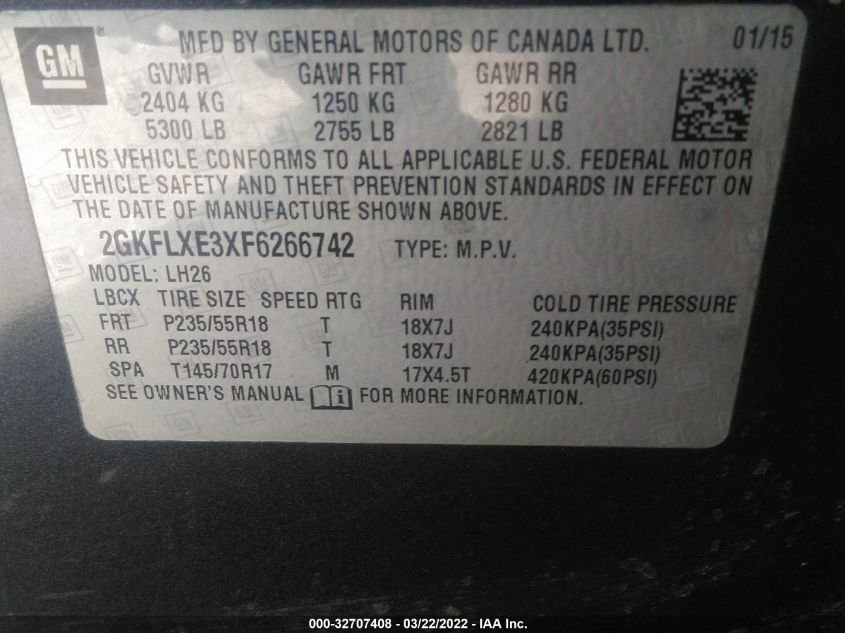 GM ® MFD BY GENERAL MOTORS OF CANADA LTD. 01/15
GVWR GAWR FRT GAWR RR
2404 KG 1250 KG 1280 KG
5300 LB 2755 LB 2821 LB
THIS VEHICLE CONFORMS TO ALL APPLICABLE U.S. FEDERAL MOTOR
VEHICLE SAFETY AND THEFT PREVENTION STANDARDS IN EFFECT ON
THE DATE OF MANUFACTURE SHOWN ABOVE.
2GKFLXE3XF6266742 TYPE: M.P.V.
MODEL: LH26
LBCX TIRE SIZE SPEED RTG RIM COLD TIRE PRESSURE
FRT P235/55R18 T 18X7J 240KPA(35PSI)
RR P235/55R18 T 18X7J 240KPA(35PSI)
SPA T145/70R17 M 17X4.5T 420KPA(60PSI)
SEE OWNER'S MANUAL i FOR MORE INFORMATION.
000-32707408 - 03/22/2022 - IAA Inc.